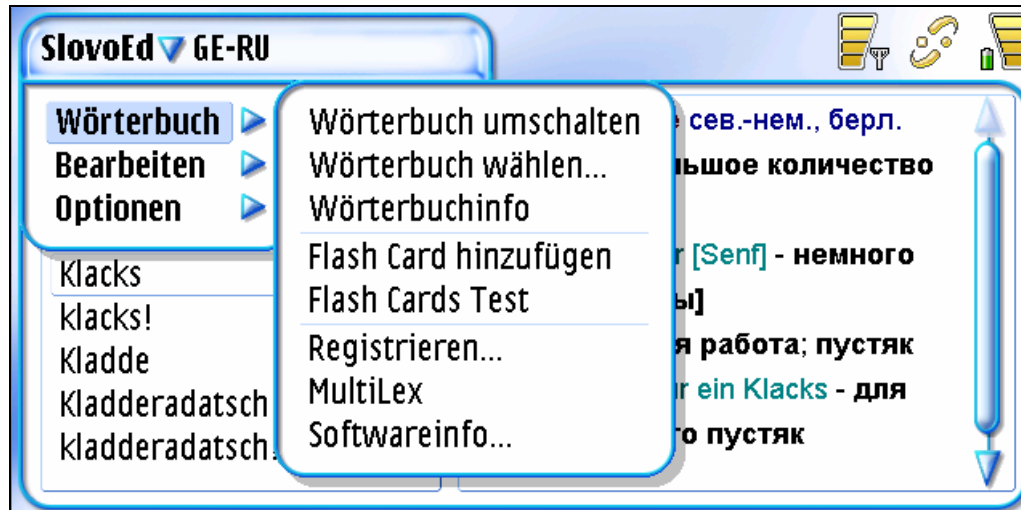 SlovoEd GE-RU
Wörterbuch
Bearbeiten
Optionen
Wörterbuch umschalten
Wörterbuch wählen...
Wörterbuchinfo
Flash Card hinzufügen
Flash Cards Test
Registrieren...
MultiLex
Softwareinfo...
Klacks
klacks!
Kladde
Kladderadatsch
kladderadatsch
сев.-нем., берл.
количество
[Senf] - немного
работа; пустяк
ein Klacks - для
пустяк